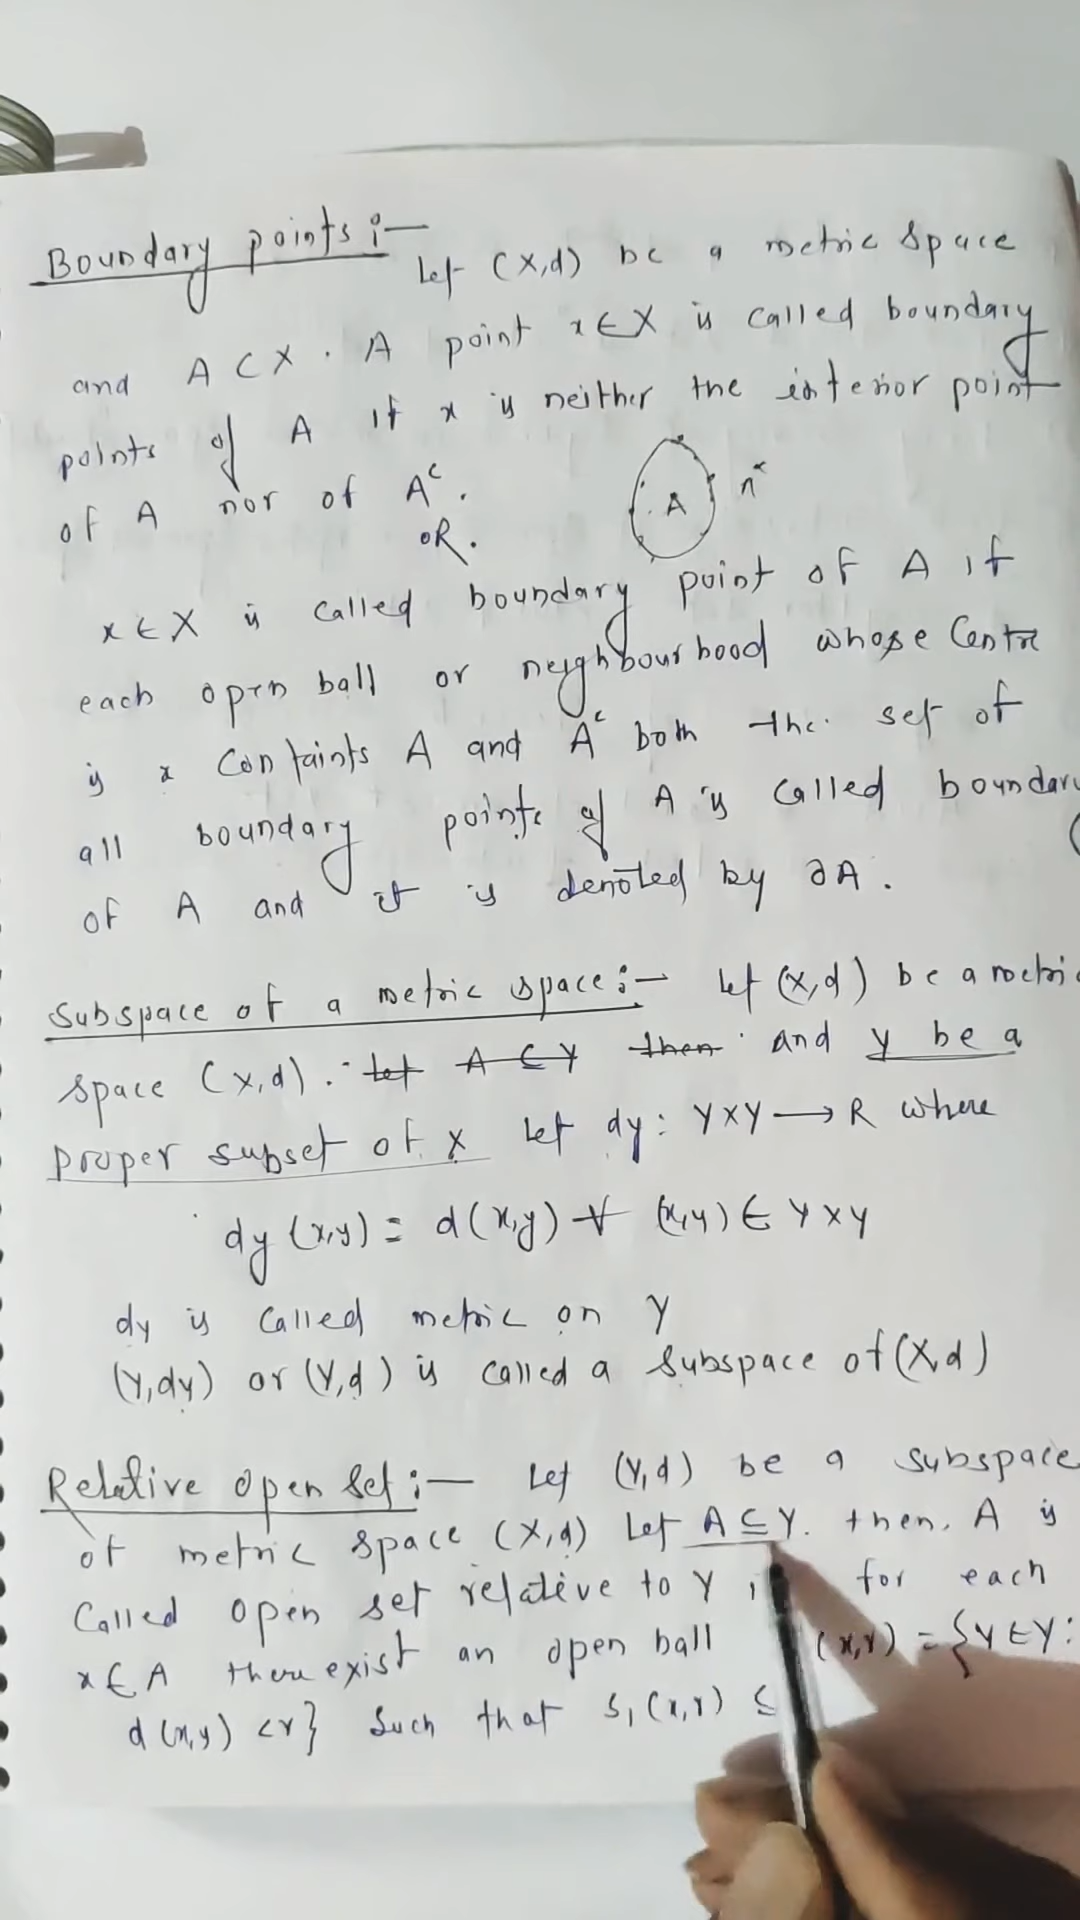 Boundary points :- Let (X,d) be a metric space
and A ⊂ X . A point x ∈ X is called boundary
points of A if x is neither the interior point
of A nor of Aᶜ .
A
OR.
x ∈ X is called boundary point of A if
each open ball or neighbourhood whose Centre
is x Containts A and Aᶜ both the set of
all boundary points of A is called boundary
of A and it is denoted by ∂A .
Subspace of a metric space :- Let (X,d) be a metric
space (X,d) . Let A ⊆ Y then and Y be a
proper subset of X Let dy : Y×Y → R where
dy (x,y) = d(x,y) ∀ (x,y) ∈ Y×Y
dy is called metric on Y
(Y,dy) or (Y,d) is called a subspace of (X,d)
Relative open set :- Let (Y,d) be a subspace
of metric space (X,d) Let A ⊆ Y. then, A is
Called open set relative to Y for each
x ∈ A there exist an open ball (x,r) = {Y ∈ Y :
d(x,y) < r} Such that S₁(x,r) ⊆